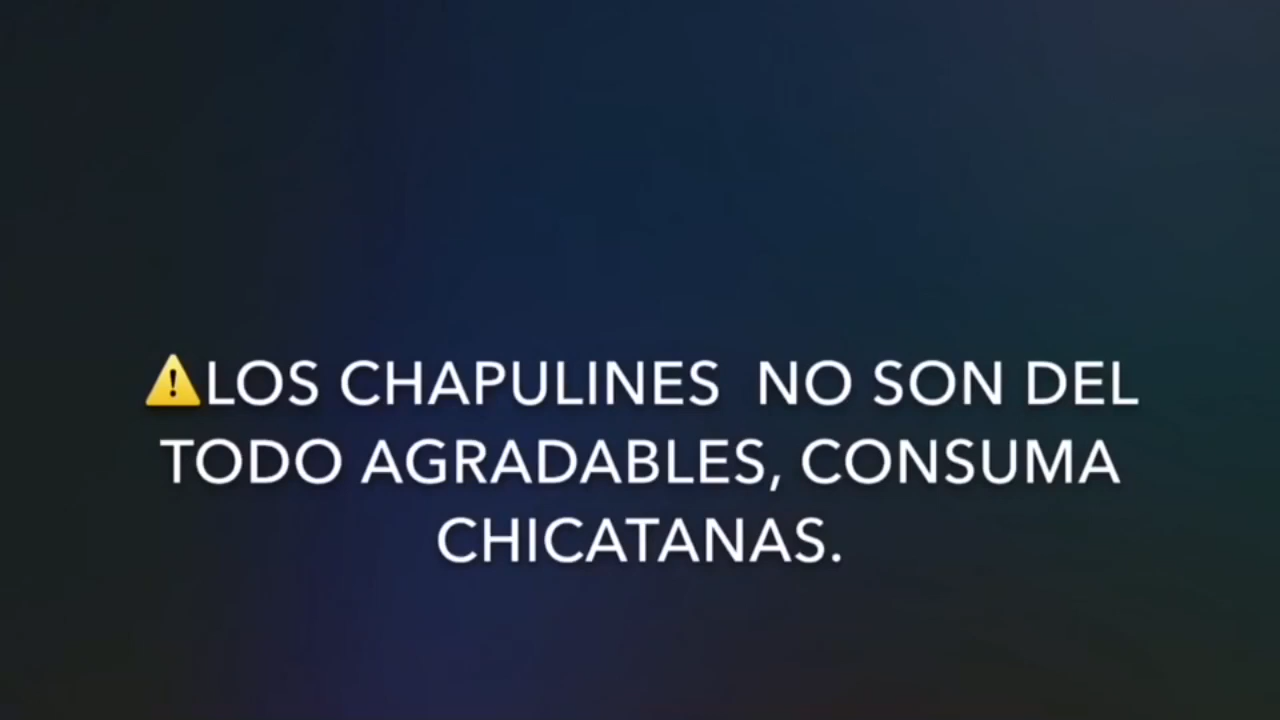 ⚠️LOS CHAPULINES  NO SON DEL
TODO AGRADABLES, CONSUMA
CHICATANAS.